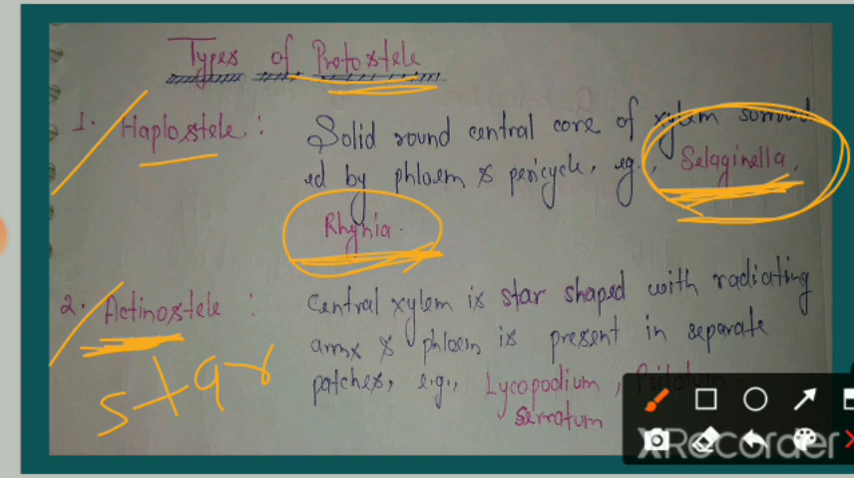 Types of Protostele
1. Haplostele : Solid round central core of xylem surround
ed by phloem & pericycle, eg., Selaginella,
Rhynia.
2. Actinostele : Central xylem is star shaped with radiating
arms & phloem is present in separate
patches, e.g., Lycopodium, Psilotum
serratum
star
XRecorder